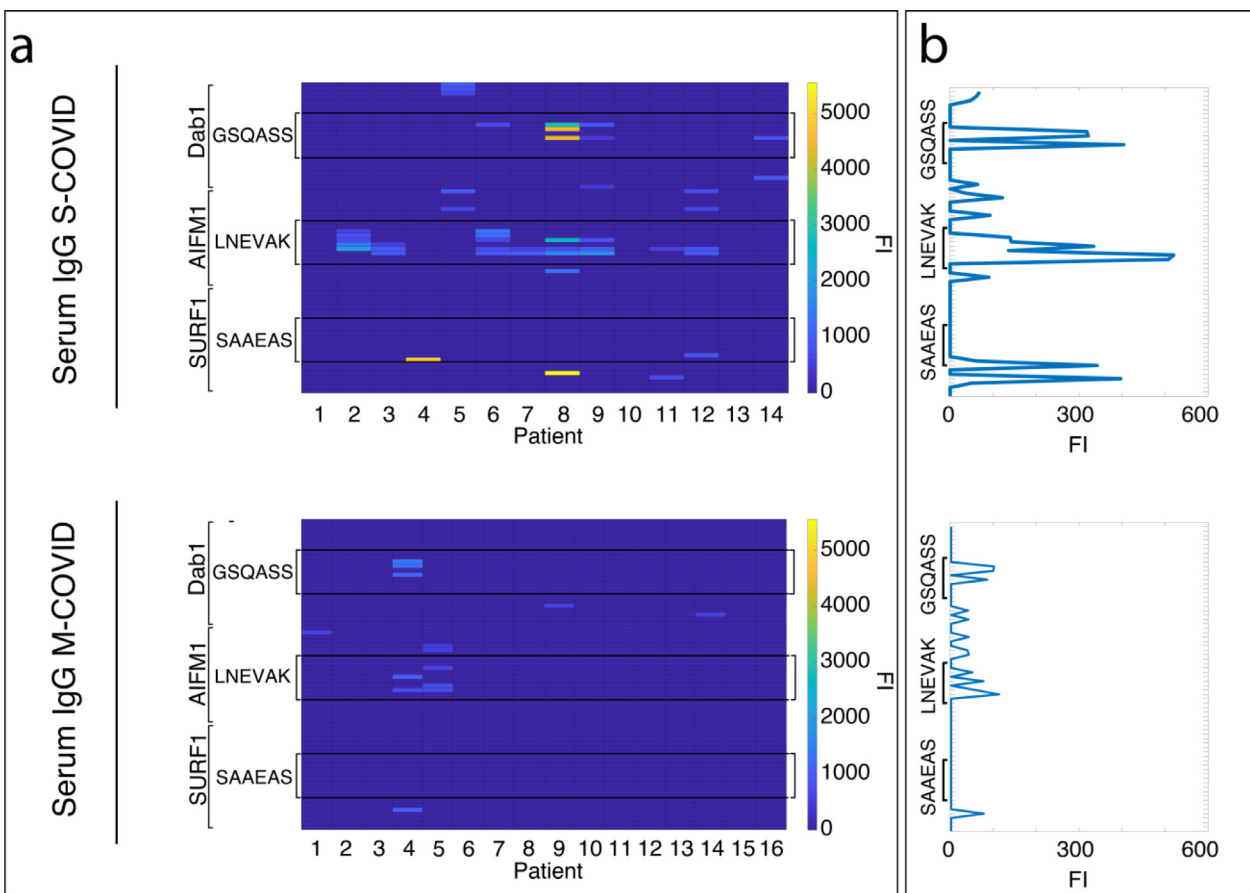 a
Serum IgG S-COVID
Dab1
AIFM1
SURF1
GSQASS
LNEVAK
SAAEAS
1 2 3 4 5 6 7 8 9 10 11 12 13 14
Patient
5000
4000
3000
2000
1000
0
FI
b
GSQASS
LNEVAK
SAAEAS
0 300 600
FI
Serum IgG M-COVID
-
Dab1
AIFM1
SURF1
GSQASS
LNEVAK
SAAEAS
1 2 3 4 5 6 7 8 9 10 11 12 13 14 15 16
Patient
5000
4000
3000
2000
1000
0
FI
GSQASS
LNEVAK
SAAEAS
0 300 600
FI